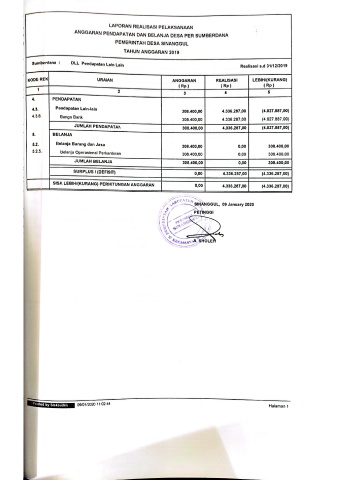 LAPORAN REALISASI PELAKSANAAN
ANGGARAN PENDAPATAN DAN BELANJA DESA PER SUMBERDANA
PEMERINTAH DESA MNANGGUL
TAHUN ANGGARAN 2019
Sumberdana : DLL Pendapatan Lain Lain Realisasi s.d 31/12/2019
KODE REK URAIAN ANGGARAN ( Rp ) REALISASI ( Rp ) LEBIH/(KURANG) ( Rp )
1 2 3 4 5
4. PENDAPATAN
4.3. Pendapatan Lain-lain 308.400,00 4.336.287,00 (4.027.887,00)
4.3.6. Bunga Bank 308.400,00 4.336.287,00 (4.027.887,00)
JUMLAH PENDAPATAN 308.400,00 4.336.287,00 (4.027.887,00)
5. BELANJA
5.2. Belanja Barang dan Jasa 308.400,00 0,00 308.400,00
5.2.3. Belanja Operasional Perkantoran 308.400,00 0,00 308.400,00
JUMLAH BELANJA 308.400,00 0,00 308.400,00
SURPLUS / (DEFISIT) 0,00 4.336.287,00 (4.336.287,00)
SISA LEBIH/(KURANG) PERHITUNGAN ANGGARAN 0,00 4.336.287,00 (4.336.287,00)
MNANGGUL, 09 January 2020
PETINGGI
SHOLEH
Printed by Siskeudes 09/01/2020 11:02:44 Halaman 1